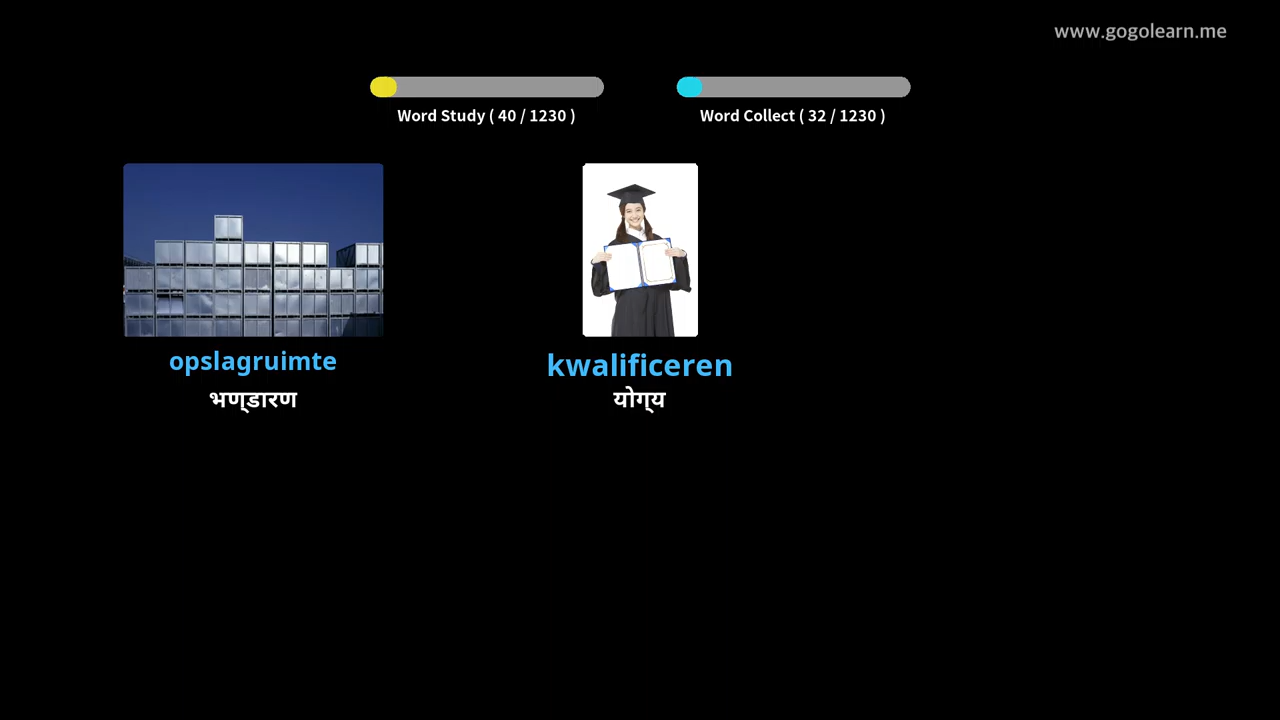 www.gogolearn.me
Word Study ( 40 / 1230 )
Word Collect ( 32 / 1230 )
opslagruimte
भण्डारण
kwalificeren
योग्य